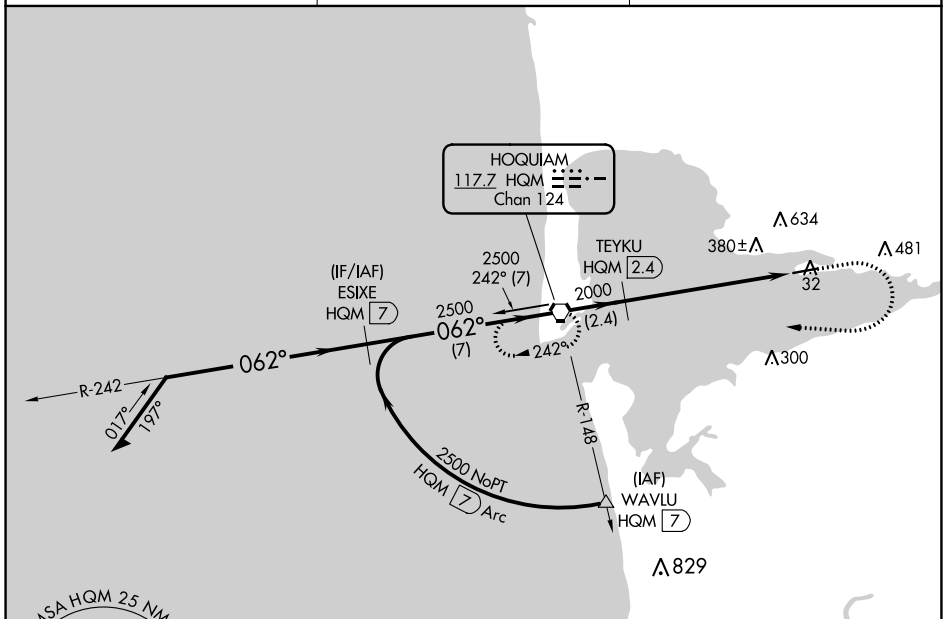 HOQUIAM
117.7 HQM
Chan 124
634
380±
481
TEYKU
HQM 2.4
32
2500
242° (7)
(IF/IAF)
ESIXE
HQM 7
2500
062°
(7)
2000
(2.4)
242°
300
062°
R-242
017°
197°
R-148
2500 NoPT
HQM 7 Arc
(IAF)
WAVLU
HQM 7
829
MSA HQM 25 NM